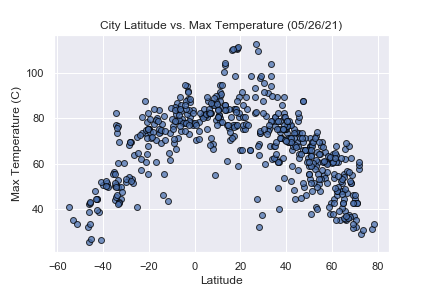 City Latitude vs. Max Temperature (05/26/21)
Max Temperature (C)
100
80
60
40
−60 −40 −20 0 20 40 60 80
Latitude